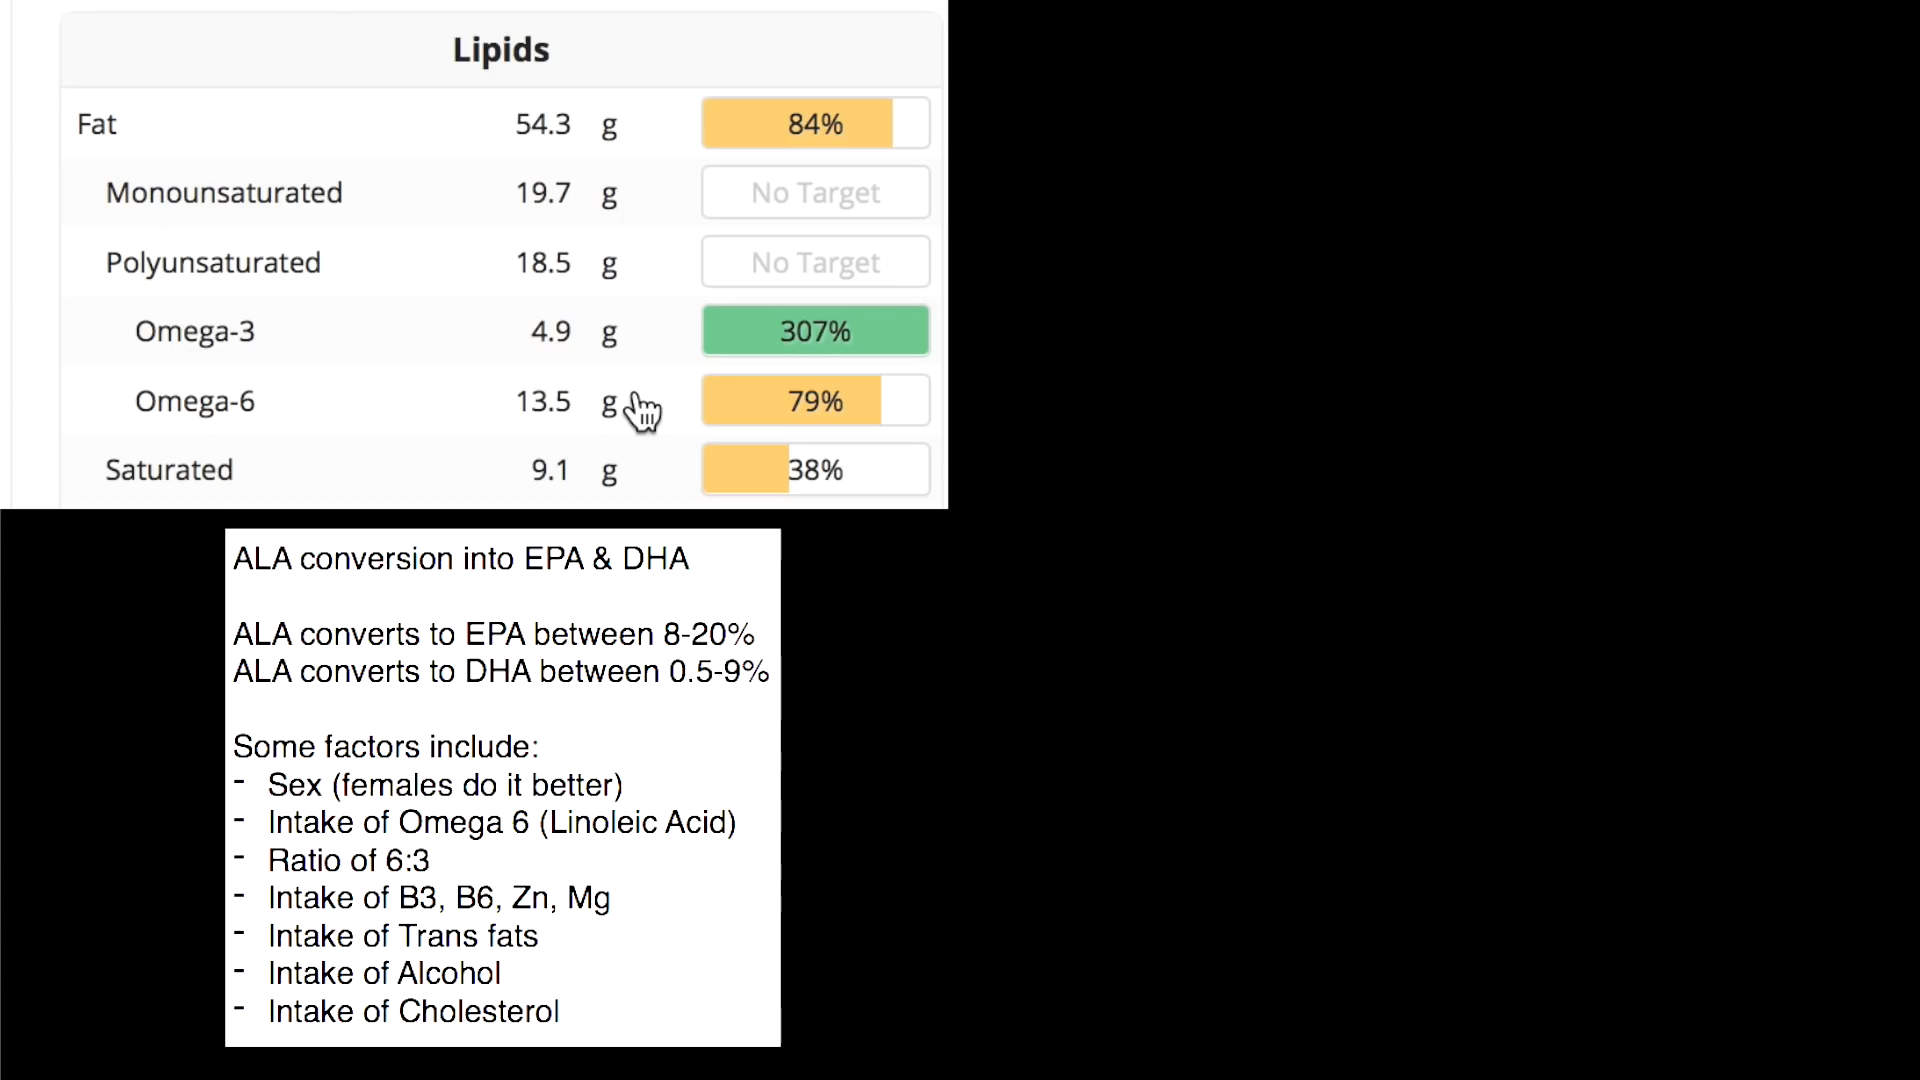 Lipids
Fat 54.3 g 84%
Monounsaturated 19.7 g No Target
Polyunsaturated 18.5 g No Target
Omega-3 4.9 g 307%
Omega-6 13.5 g 79%
Saturated 9.1 g 38%
ALA conversion into EPA & DHA
ALA converts to EPA between 8-20%
ALA converts to DHA between 0.5-9%
Some factors include:
- Sex (females do it better)
- Intake of Omega 6 (Linoleic Acid)
- Ratio of 6:3
- Intake of B3, B6, Zn, Mg
- Intake of Trans fats
- Intake of Alcohol
- Intake of Cholesterol